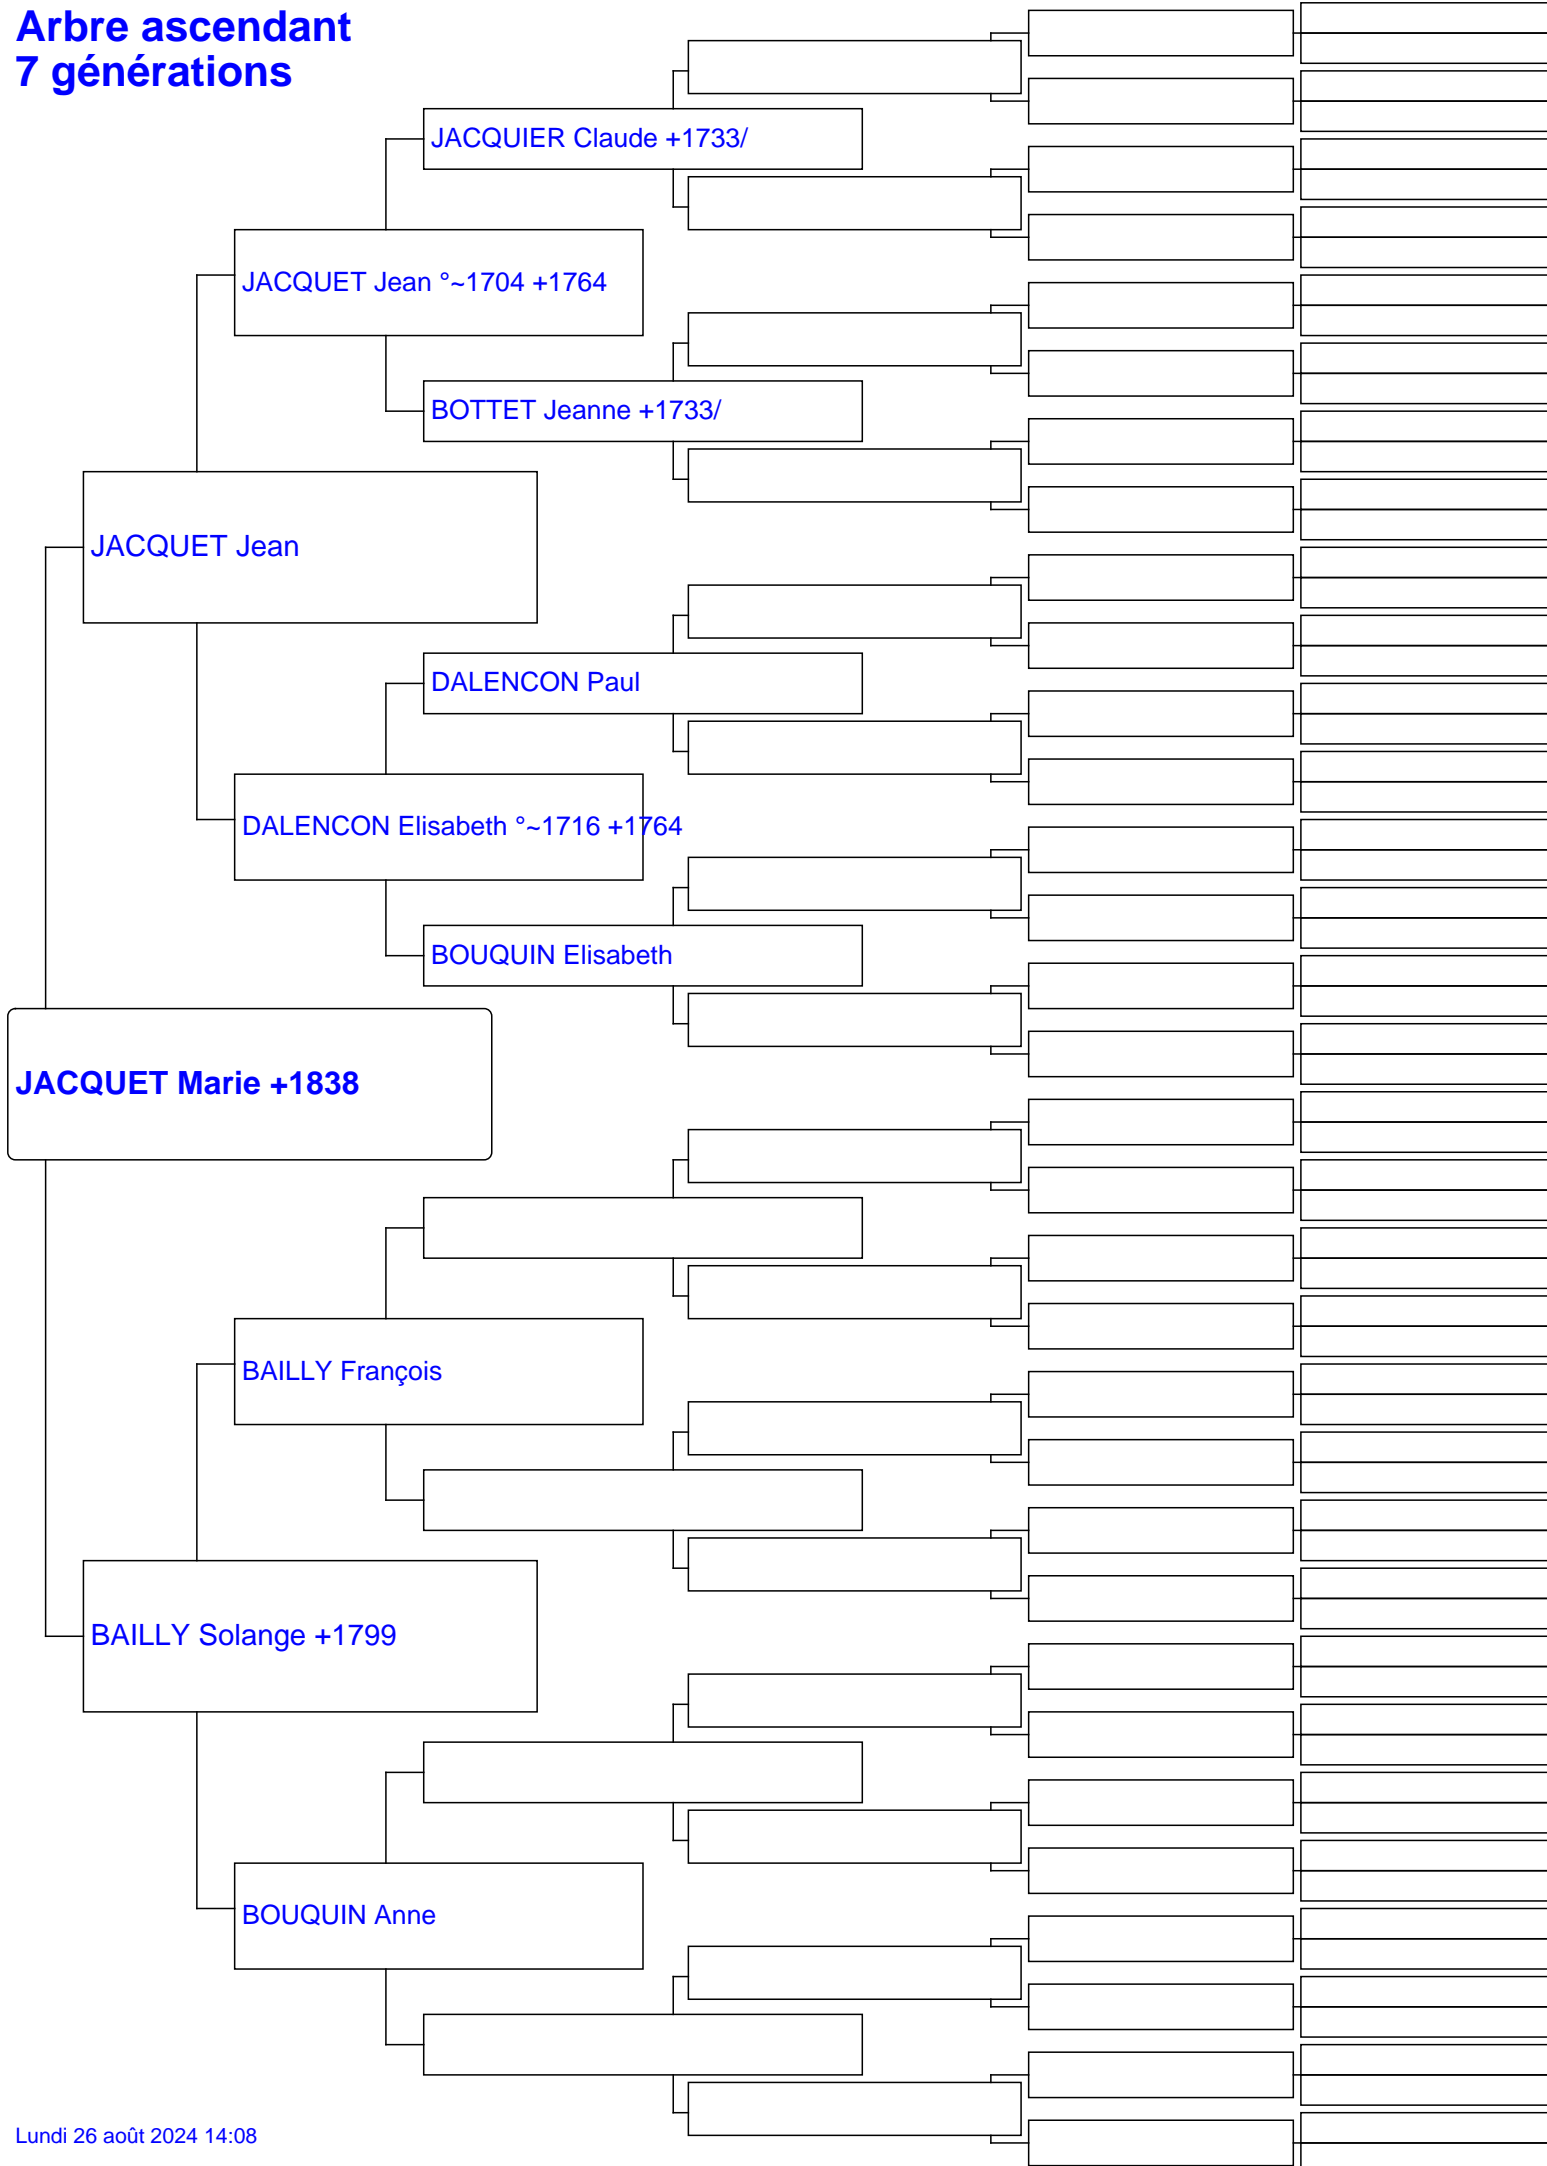 Arbre ascendant
7 générations
JACQUIER Claude +1733/
JACQUET Jean °~1704 +1764
BOTTET Jeanne +1733/
JACQUET Jean
DALENCON Paul
DALENCON Elisabeth °~1716 +1764
BOUQUIN Elisabeth
JACQUET Marie +1838
BAILLY François
BAILLY Solange +1799
BOUQUIN Anne
Lundi 26 août 2024 14:08